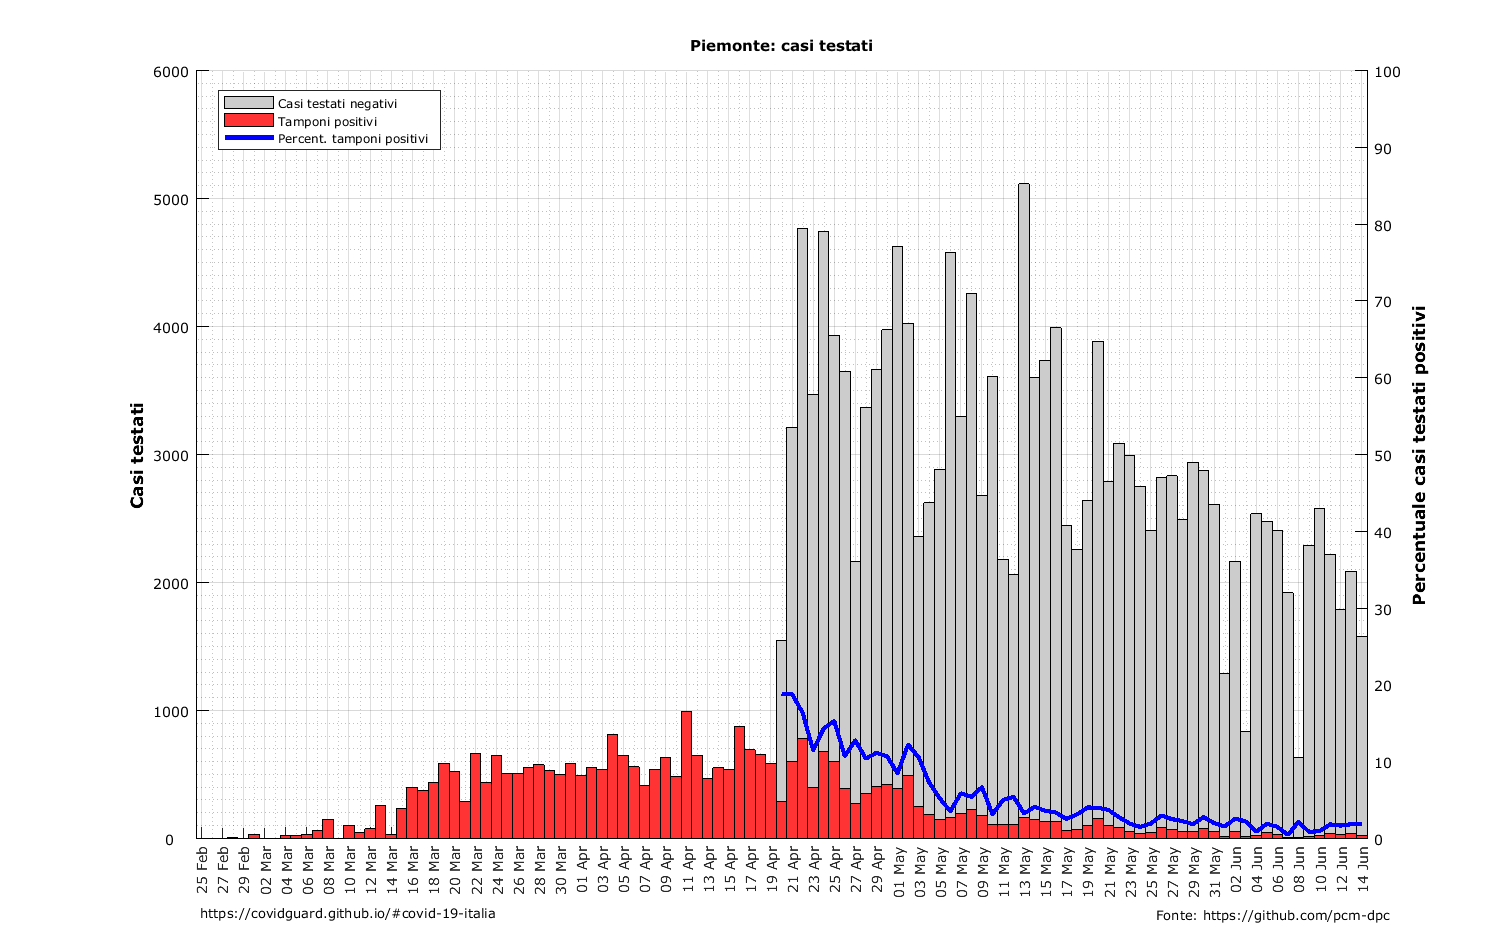 Piemonte: casi testati
Casi testati negativi
Tamponi positivi
Percent. tamponi positivi
6000
5000
4000
3000
2000
1000
0
Casi testati
100
90
80
70
60
50
40
30
20
10
0
Percentuale casi testati positivi
25 Feb
27 Feb
29 Feb
02 Mar
04 Mar
06 Mar
08 Mar
10 Mar
12 Mar
14 Mar
16 Mar
18 Mar
20 Mar
22 Mar
24 Mar
26 Mar
28 Mar
30 Mar
01 Apr
03 Apr
05 Apr
07 Apr
09 Apr
11 Apr
13 Apr
15 Apr
17 Apr
19 Apr
21 Apr
23 Apr
25 Apr
27 Apr
29 Apr
01 May
03 May
05 May
07 May
09 May
11 May
13 May
15 May
17 May
19 May
21 May
23 May
25 May
27 May
29 May
31 May
02 Jun
04 Jun
06 Jun
08 Jun
10 Jun
12 Jun
14 Jun
https://covidguard.github.io/#covid-19-italia
Fonte: https://github.com/pcm-dpc